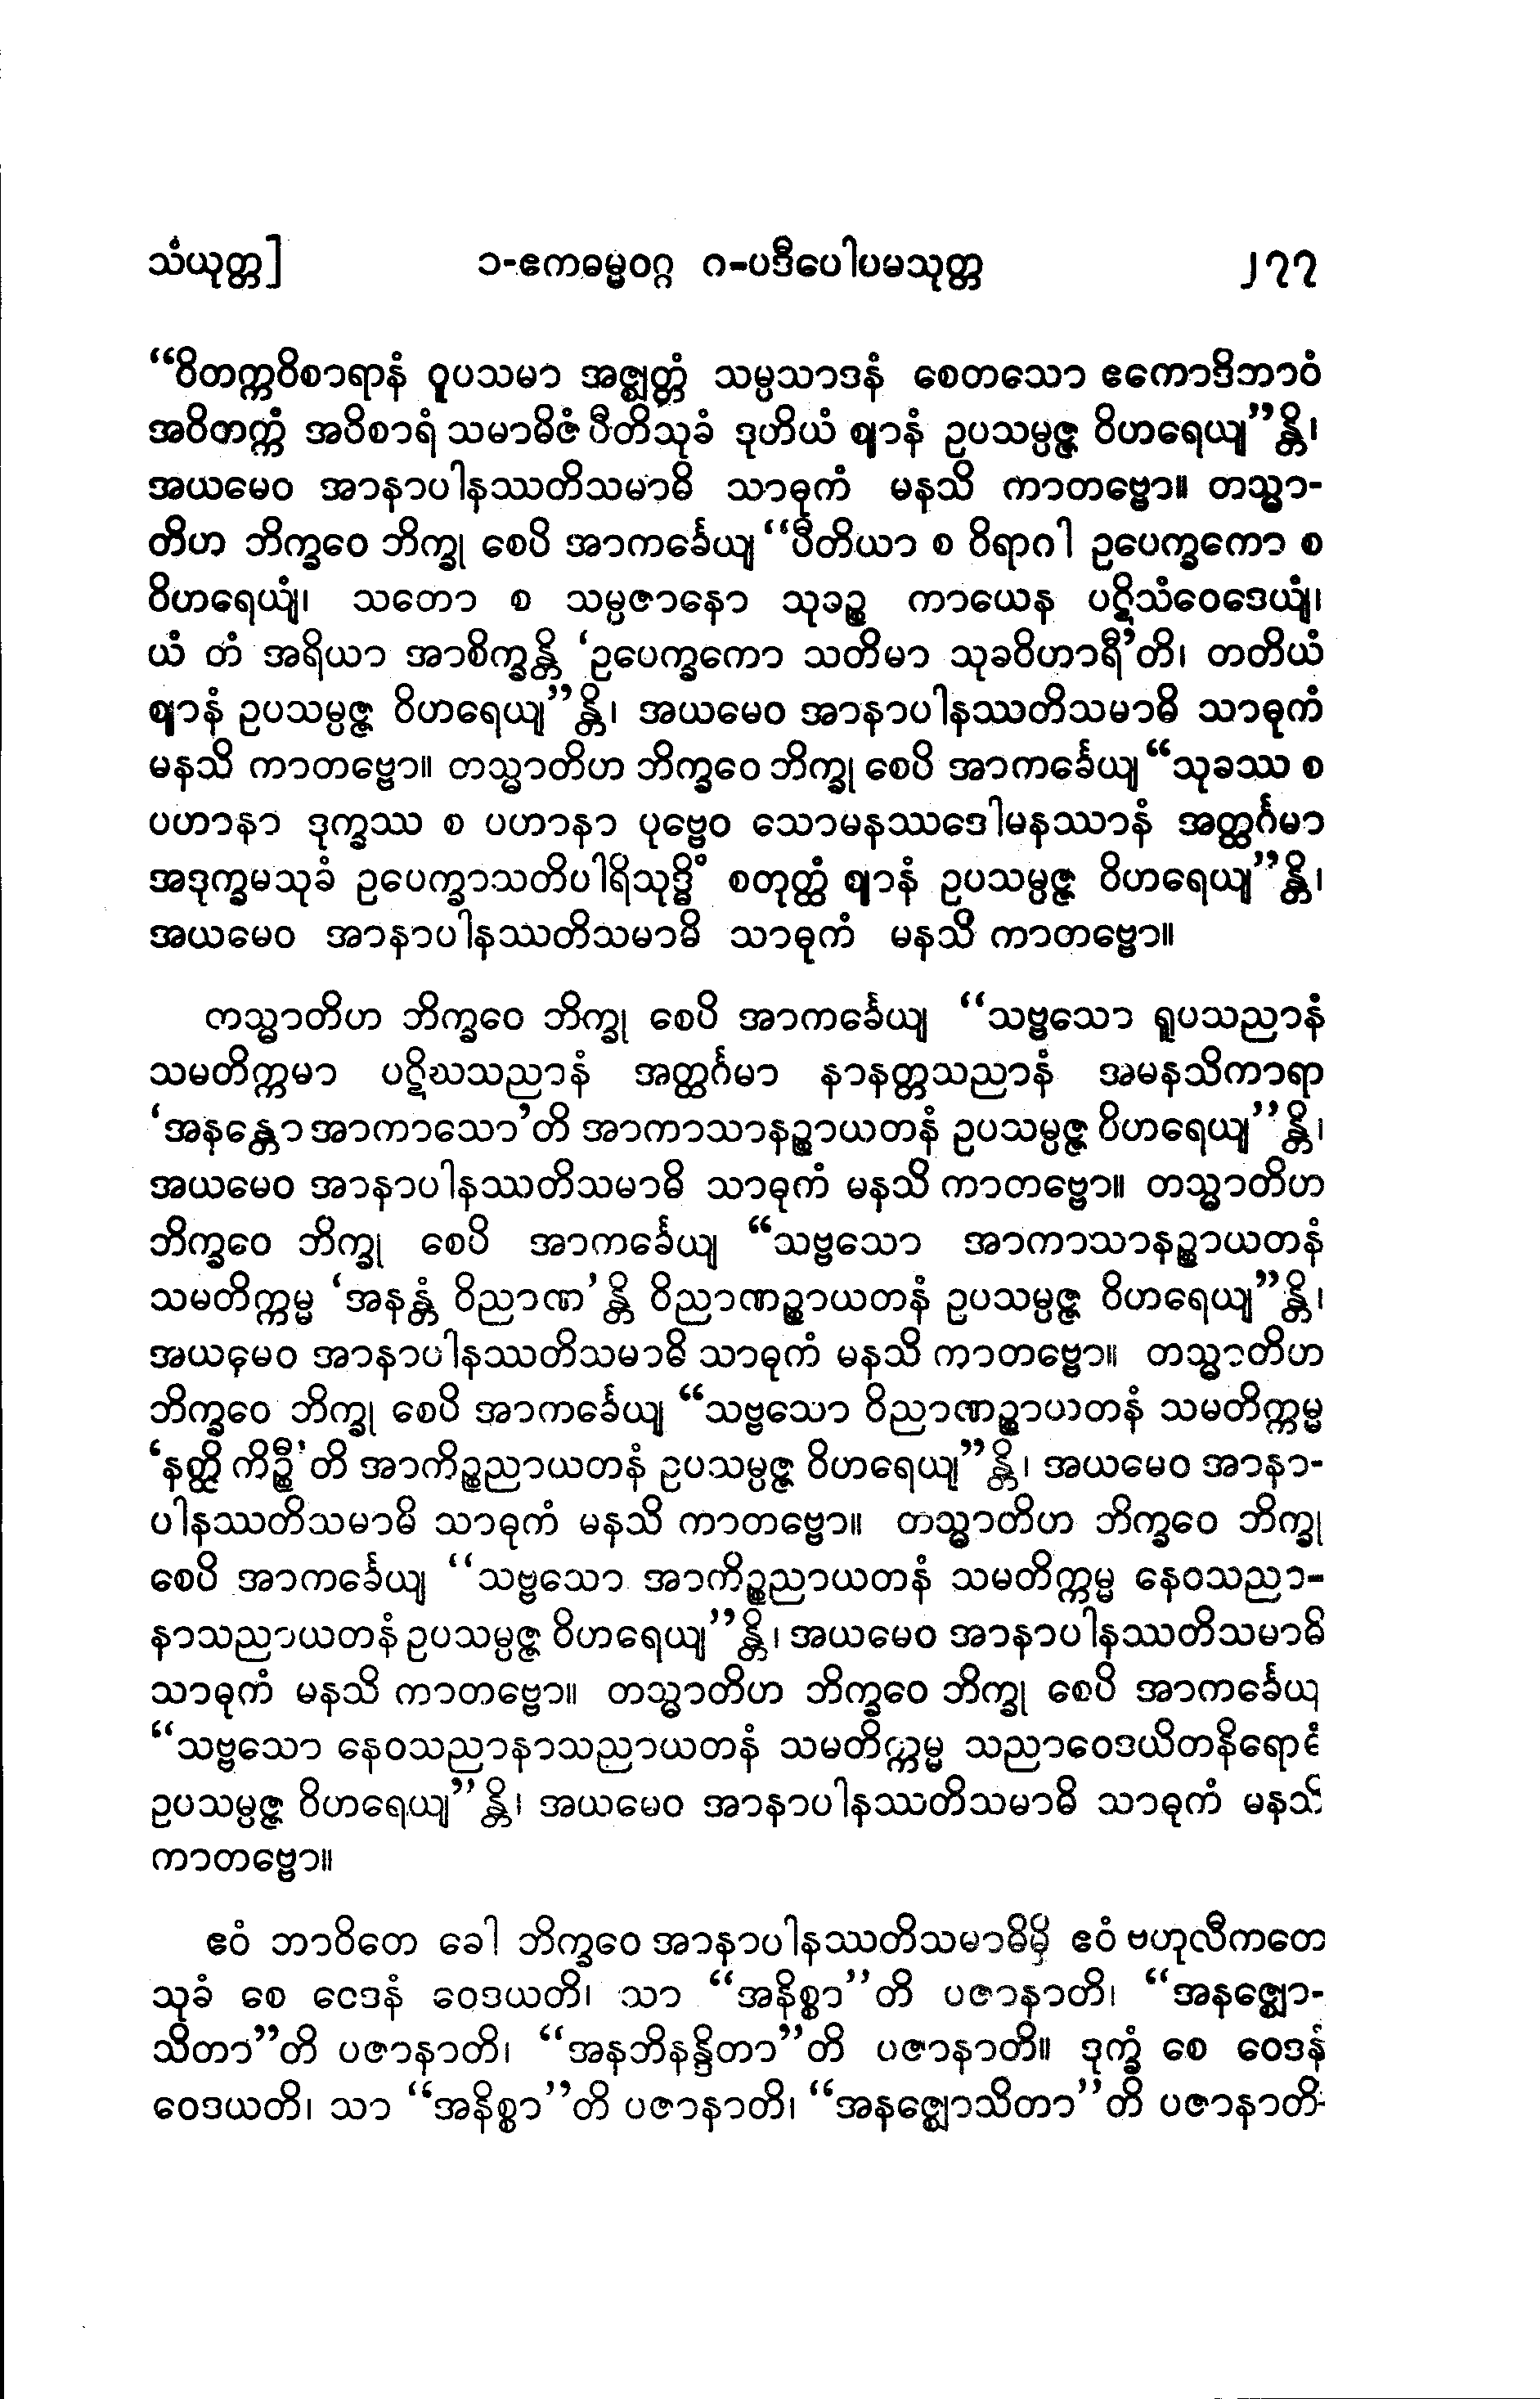 သံယုတ္တ]	၁-ဧကဓမ္မဝဂ္ဂ ဂ-ပဒီပေါပမသုတ္တ	၂၇၇
“ဝိတက္ကဝိစာရာနံ ဝူပသမာ အဇ္ဈတ္တံ သမ္ပသာဒနံ စေတသော ဧကောဒိဘာဝံ
အဝိတက္ကံ အဝိစာရံ သမာဓိဇံ ပီတိသုခံ ဒုတိယံ ဈာနံ ဥပသမ္ပဇ္ဇ ဝိဟရေယျ”န္တိ၊
အယမေဝ အာနာပါနဿတိသမာဓိ သာဓုကံ မနသိ ကာတဗ္ဗော။ တသ္မာ-
တိဟ ဘိက္ခဝေ ဘိက္ခု စေပိ အာကင်္ခေယျ “ပီတိယာ စ ဝိရာဂါ ဥပေက္ခကော စ
ဝိဟရေယျံ၊ သတော စ သမ္ပဇာနော သုခဉ္စ ကာယေန ပဋိသံဝေဒေယျံ၊
ယံ တံ အရိယာ အာစိက္ခန္တိ ‘ဥပေက္ခကော သတိမာ သုခဝိဟာရီ’တိ၊ တတိယံ
ဈာနံ ဥပသမ္ပဇ္ဇ ဝိဟရေယျ”န္တိ၊ အယမေဝ အာနာပါနဿတိသမာဓိ သာဓုကံ
မနသိ ကာတဗ္ဗော။ တသ္မာတိဟ ဘိက္ခဝေ ဘိက္ခု စေပိ အာကင်္ခေယျ “သုခဿ စ
ပဟာနာ ဒုက္ခဿ စ ပဟာနာ ပုဗ္ဗေဝ သောမနဿဒေါမနဿာနံ အတ္ထင်္ဂမာ
အဒုက္ခမသုခံ ဥပေက္ခာသတိပါရိသုဒ္ဓိံ စတုတ္ထံ ဈာနံ ဥပသမ္ပဇ္ဇ ဝိဟရေယျ”န္တိ၊
အယမေဝ အာနာပါနဿတိသမာဓိ သာဓုကံ မနသိ ကာတဗ္ဗော။
တသ္မာတိဟ ဘိက္ခဝေ ဘိက္ခု စေပိ အာကင်္ခေယျ “သဗ္ဗသော ရူပသညာနံ
သမတိက္ကမာ ပဋိဃသညာနံ အတ္ထင်္ဂမာ နာနတ္တသညာနံ အမနသိကာရာ
‘အနန္တော အာကာသော’တိ အာကာသာနဉ္စာယတနံ ဥပသမ္ပဇ္ဇ ဝိဟရေယျ”န္တိ၊
အယမေဝ အာနာပါနဿတိသမာဓိ သာဓုကံ မနသိ ကာတဗ္ဗော။ တသ္မာတိဟ
ဘိက္ခဝေ ဘိက္ခု စေပိ အာကင်္ခေယျ “သဗ္ဗသော အာကာသာနဉ္စာယတနံ
သမတိက္ကမ္မ ‘အနန္တံ ဝိညာဏ’န္တိ ဝိညာဏဉ္စာယတနံ ဥပသမ္ပဇ္ဇ ဝိဟရေယျ”န္တိ၊
အယမေဝ အာနာပါနဿတိသမာဓိ သာဓုကံ မနသိ ကာတဗ္ဗော။ တသ္မာတိဟ
ဘိက္ခဝေ ဘိက္ခု စေပိ အာကင်္ခေယျ “သဗ္ဗသော ဝိညာဏဉ္စာယတနံ သမတိက္ကမ္မ
‘နတ္ထိ ကိဉ္စီ’တိ အာကိဉ္စညာယတနံ ဥပသမ္ပဇ္ဇ ဝိဟရေယျ”န္တိ၊ အယမေဝ အာနာ-
ပါနဿတိသမာဓိ သာဓုကံ မနသိ ကာတဗ္ဗော။ တသ္မာတိဟ ဘိက္ခဝေ ဘိက္ခု
စေပိ အာကင်္ခေယျ “သဗ္ဗသော အာကိဉ္စညာယတနံ သမတိက္ကမ္မ နေဝသညာ-
နာသညာယတနံ ဥပသမ္ပဇ္ဇ ဝိဟရေယျ”န္တိ၊ အယမေဝ အာနာပါနဿတိသမာဓိ
သာဓုကံ မနသိ ကာတဗ္ဗော။ တသ္မာတိဟ ဘိက္ခဝေ ဘိက္ခု စေပိ အာကင်္ခေယျ
“သဗ္ဗသော နေဝသညာနာသညာယတနံ သမတိက္ကမ္မ သညာဝေဒယိတနိရောဓံ
ဥပသမ္ပဇ္ဇ ဝိဟရေယျ”န္တိ၊ အယမေဝ အာနာပါနဿတိသမာဓိ သာဓုကံ မနသိ
ကာတဗ္ဗော။
ဧဝံ ဘာဝိတေ ခေါ ဘိက္ခဝေ အာနာပါနဿတိသမာဓိမှိ ဧဝံ ဗဟုလီကတေ
သုခံ စေ ဝေဒနံ ဝေဒယတိ၊ သာ “အနိစ္စာ”တိ ပဇာနာတိ၊ “အနဇ္ဈော-
သိတာ”တိ ပဇာနာတိ၊ “အနဘိနန္ဒိတာ”တိ ပဇာနာတိ။ ဒုက္ခံ စေ ဝေဒနံ
ဝေဒယတိ၊ သာ “အနိစ္စာ”တိ ပဇာနာတိ၊ “အနဇ္ဈောသိတာ”တိ ပဇာနာတိ